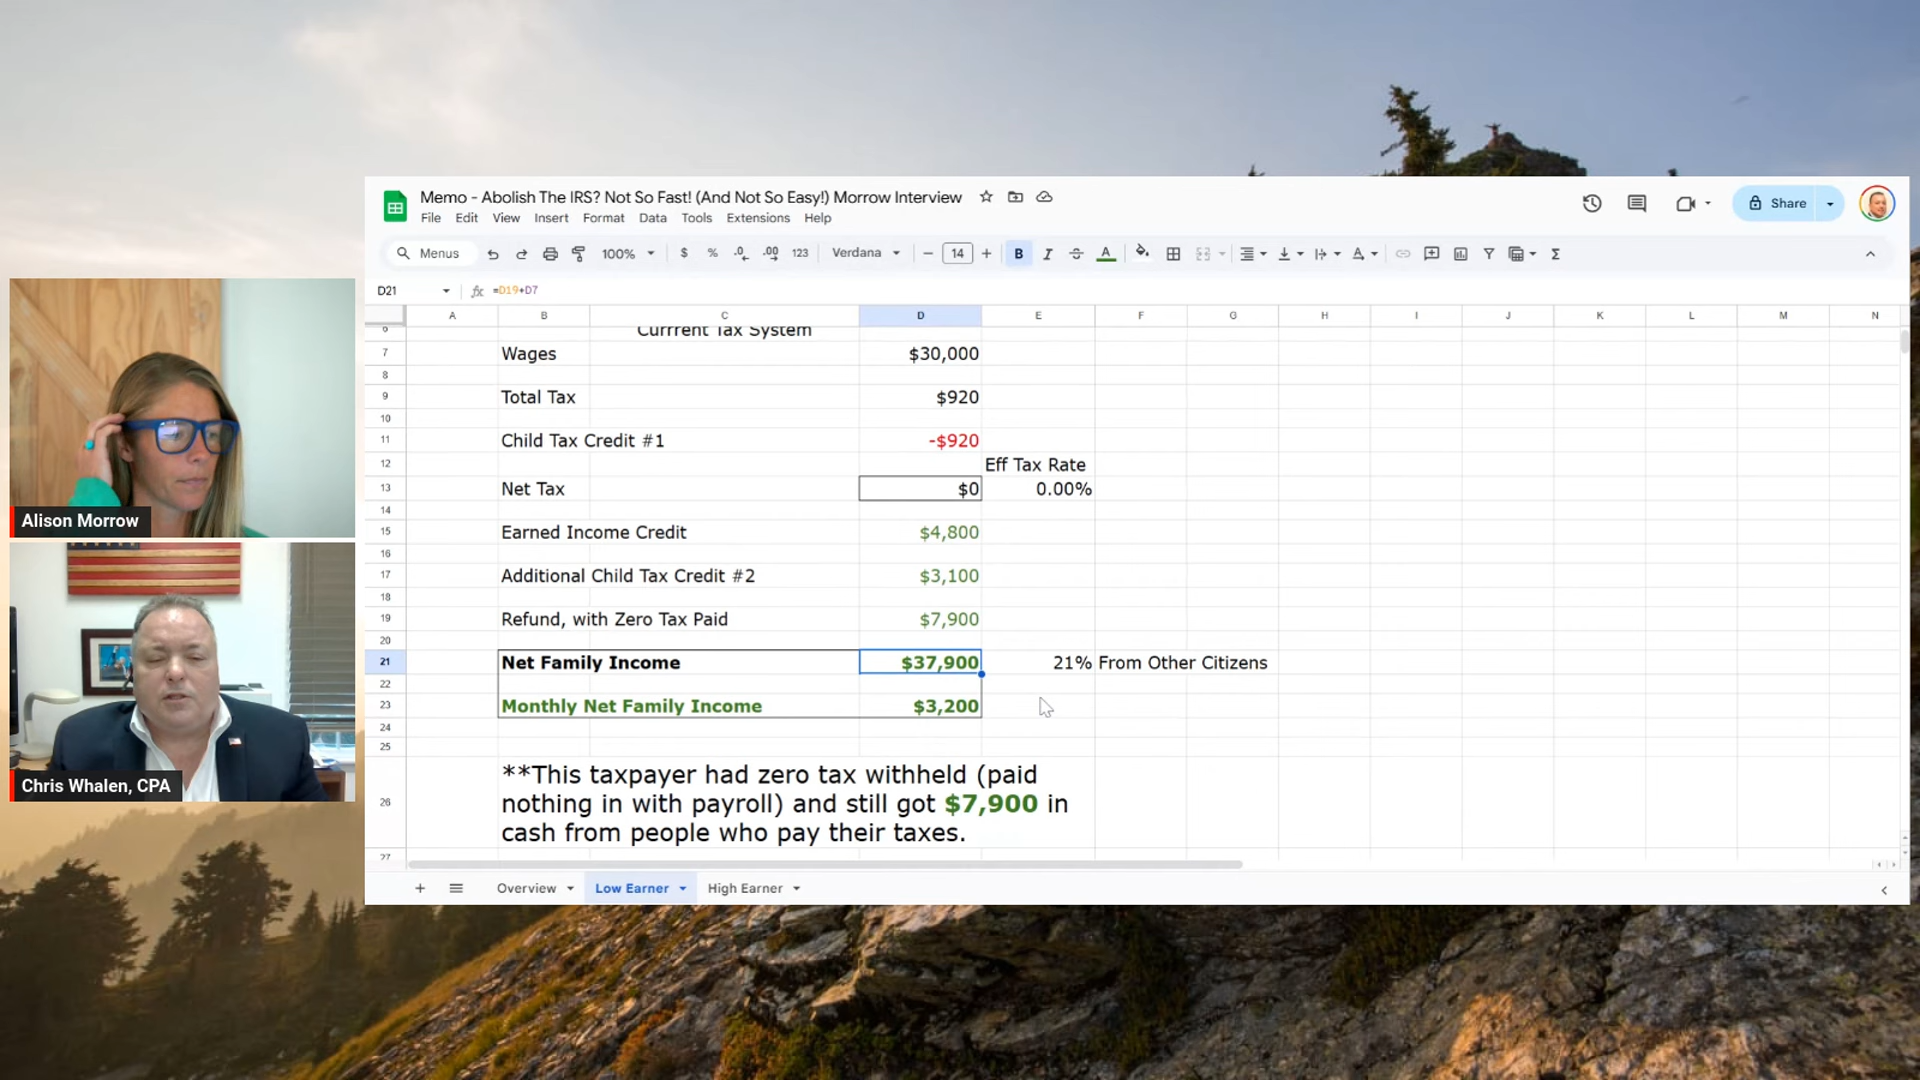 Memo - Abolish The IRS? Not So Fast! (And Not So Easy!) Morrow Interview
File Edit View Insert Format Data Tools Extensions Help
Share
Menus 100% $ % .0 .00 123 Verdana - 14 + B I A Σ
D21 fx =D19+D7
A B C D E F G H I J K L M N
6 Currrent Tax System
7 Wages $30,000
8
9 Total Tax $920
10
11 Child Tax Credit #1 -$920
12 Eff Tax Rate
13 Net Tax $0 0.00%
14
15 Earned Income Credit $4,800
16
17 Additional Child Tax Credit #2 $3,100
18
19 Refund, with Zero Tax Paid $7,900
20
21 Net Family Income $37,900 21% From Other Citizens
22
23 Monthly Net Family Income $3,200
24
25
**This taxpayer had zero tax withheld (paid
26 nothing in with payroll) and still got $7,900 in
cash from people who pay their taxes.
27
+ Overview Low Earner High Earner
Alison Morrow
Chris Whalen, CPA